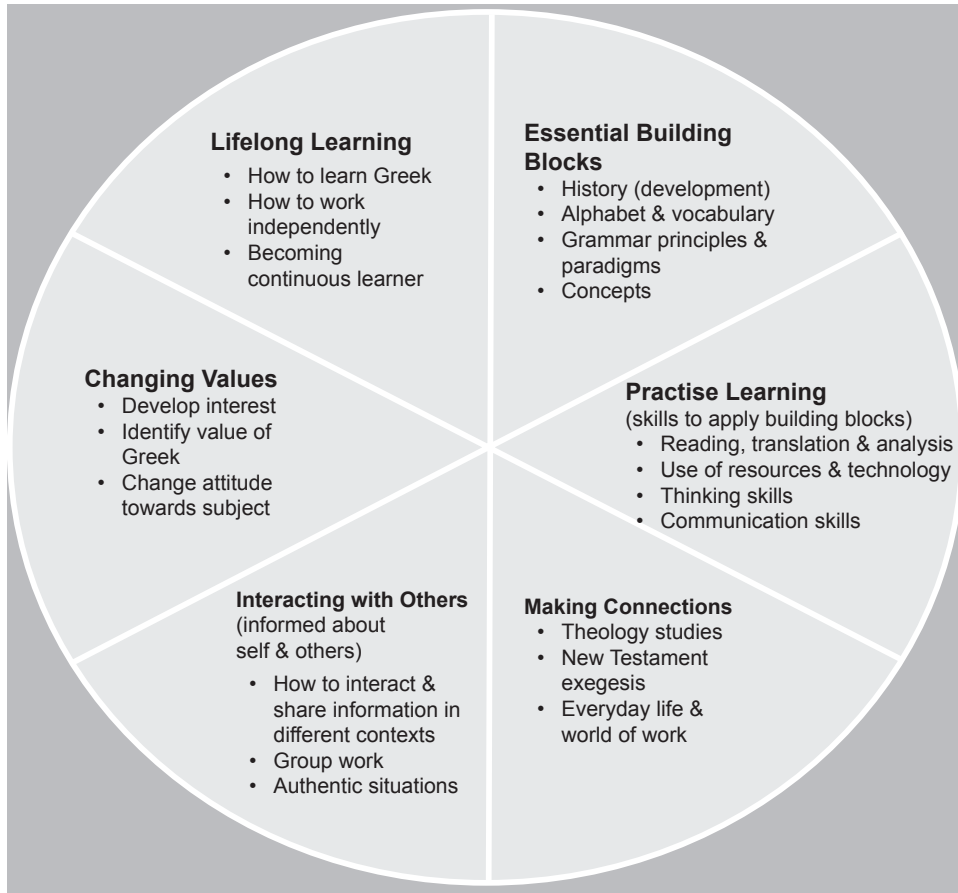 Lifelong Learning
• How to learn Greek
• How to work
independently
• Becoming
continuous learner
Essential Building
Blocks
• History (development)
• Alphabet & vocabulary
• Grammar principles &
paradigms
• Concepts
Changing Values
• Develop interest
• Identify value of
Greek
• Change attitude
towards subject
Practise Learning
(skills to apply building blocks)
• Reading, translation & analysis
• Use of resources & technology
• Thinking skills
• Communication skills
Interacting with Others
(informed about
self & others)
• How to interact &
share information in
different contexts
• Group work
• Authentic situations
Making Connections
• Theology studies
• New Testament
exegesis
• Everyday life &
world of work